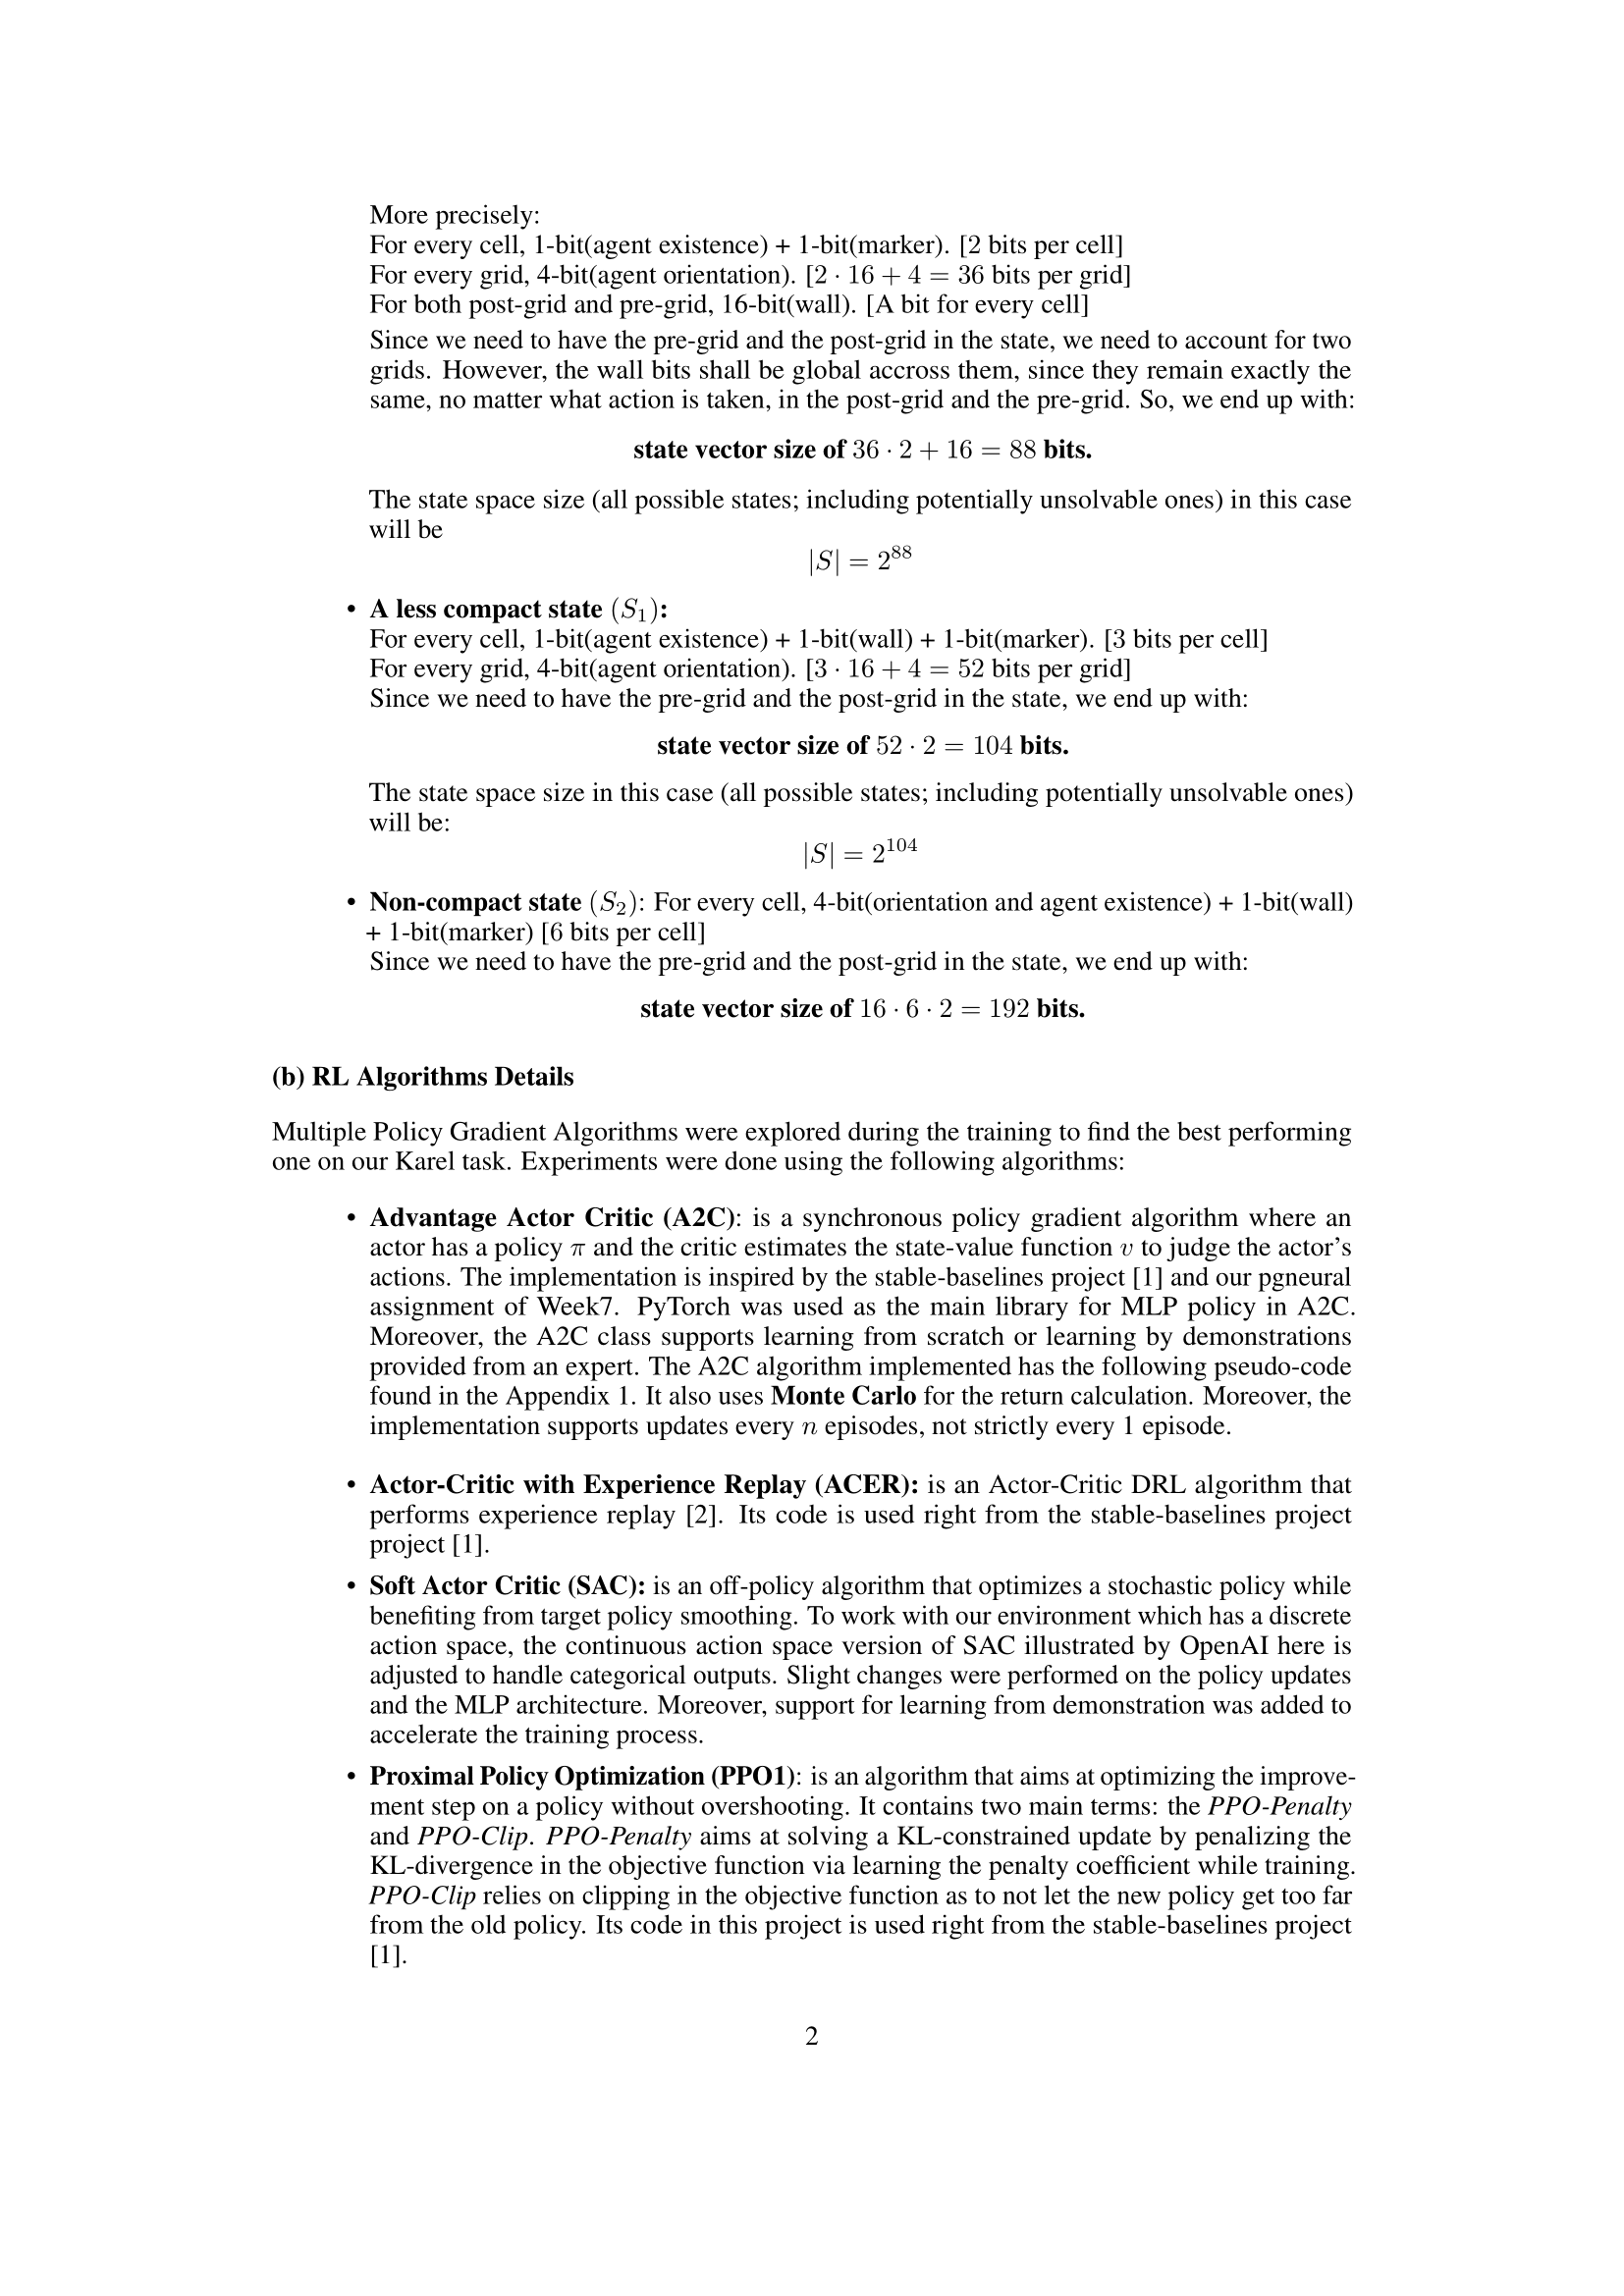 More precisely:
For every cell, 1-bit(agent existence) + 1-bit(marker). [2 bits per cell]
For every grid, 4-bit(agent orientation). [2 · 16 + 4 = 36 bits per grid]
For both post-grid and pre-grid, 16-bit(wall). [A bit for every cell]
Since we need to have the pre-grid and the post-grid in the state, we need to account for two
grids. However, the wall bits shall be global accross them, since they remain exactly the
same, no matter what action is taken, in the post-grid and the pre-grid. So, we end up with:
state vector size of 36 · 2 + 16 = 88 bits.
The state space size (all possible states; including potentially unsolvable ones) in this case
will be
|S| = 2^88
• A less compact state (S₁):
For every cell, 1-bit(agent existence) + 1-bit(wall) + 1-bit(marker). [3 bits per cell]
For every grid, 4-bit(agent orientation). [3 · 16 + 4 = 52 bits per grid]
Since we need to have the pre-grid and the post-grid in the state, we end up with:
state vector size of 52 · 2 = 104 bits.
The state space size in this case (all possible states; including potentially unsolvable ones)
will be:
|S| = 2^104
• Non-compact state (S₂): For every cell, 4-bit(orientation and agent existence) + 1-bit(wall)
+ 1-bit(marker) [6 bits per cell]
Since we need to have the pre-grid and the post-grid in the state, we end up with:
state vector size of 16 · 6 · 2 = 192 bits.
(b) RL Algorithms Details
Multiple Policy Gradient Algorithms were explored during the training to find the best performing
one on our Karel task. Experiments were done using the following algorithms:
• Advantage Actor Critic (A2C): is a synchronous policy gradient algorithm where an
actor has a policy π and the critic estimates the state-value function v to judge the actor's
actions. The implementation is inspired by the stable-baselines project [1] and our pgneural
assignment of Week7. PyTorch was used as the main library for MLP policy in A2C.
Moreover, the A2C class supports learning from scratch or learning by demonstrations
provided from an expert. The A2C algorithm implemented has the following pseudo-code
found in the Appendix 1. It also uses Monte Carlo for the return calculation. Moreover, the
implementation supports updates every n episodes, not strictly every 1 episode.
• Actor-Critic with Experience Replay (ACER): is an Actor-Critic DRL algorithm that
performs experience replay [2]. Its code is used right from the stable-baselines project
project [1].
• Soft Actor Critic (SAC): is an off-policy algorithm that optimizes a stochastic policy while
benefiting from target policy smoothing. To work with our environment which has a discrete
action space, the continuous action space version of SAC illustrated by OpenAI here is
adjusted to handle categorical outputs. Slight changes were performed on the policy updates
and the MLP architecture. Moreover, support for learning from demonstration was added to
accelerate the training process.
• Proximal Policy Optimization (PPO1): is an algorithm that aims at optimizing the improve-
ment step on a policy without overshooting. It contains two main terms: the PPO-Penalty
and PPO-Clip. PPO-Penalty aims at solving a KL-constrained update by penalizing the
KL-divergence in the objective function via learning the penalty coefficient while training.
PPO-Clip relies on clipping in the objective function as to not let the new policy get too far
from the old policy. Its code in this project is used right from the stable-baselines project
[1].
2